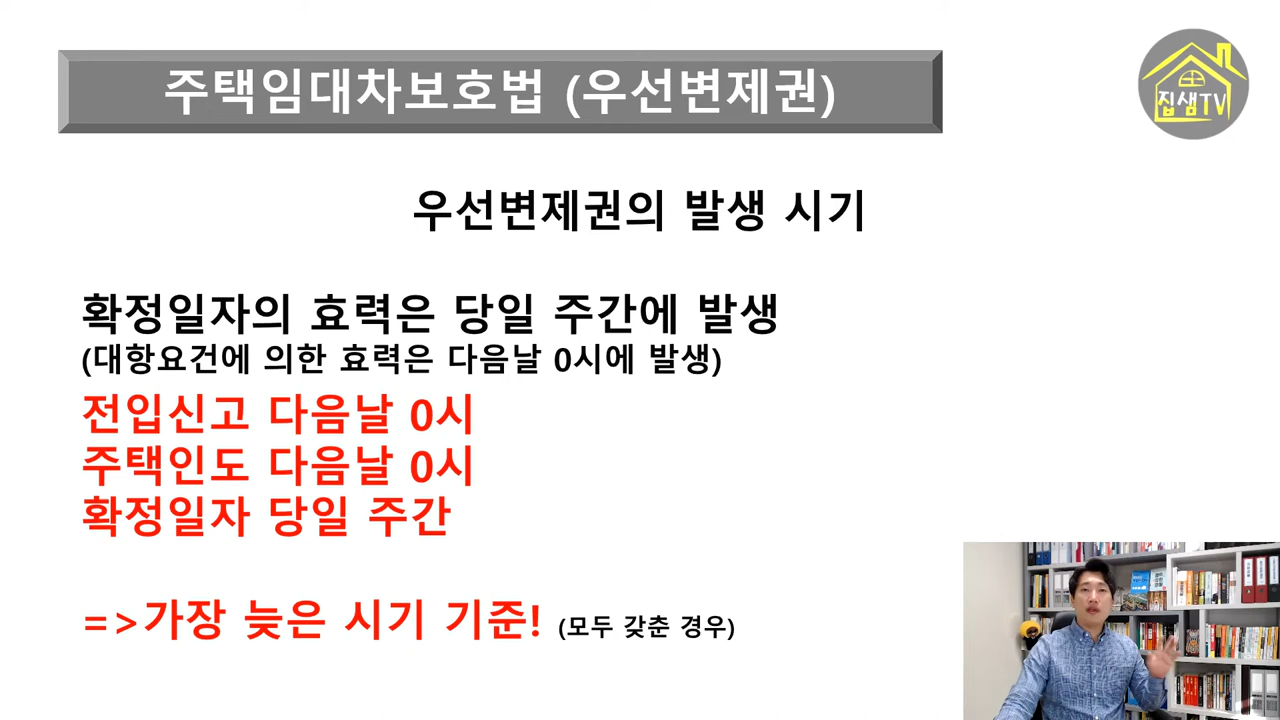 주택임대차보호법 (우선변제권)
집샘TV
우선변제권의 발생 시기
확정일자의 효력은 당일 주간에 발생
(대항요건에 의한 효력은 다음날 0시에 발생)
전입신고 다음날 0시
주택인도 다음날 0시
확정일자 당일 주간
=>가장 늦은 시기 기준! (모두 갖춘 경우)